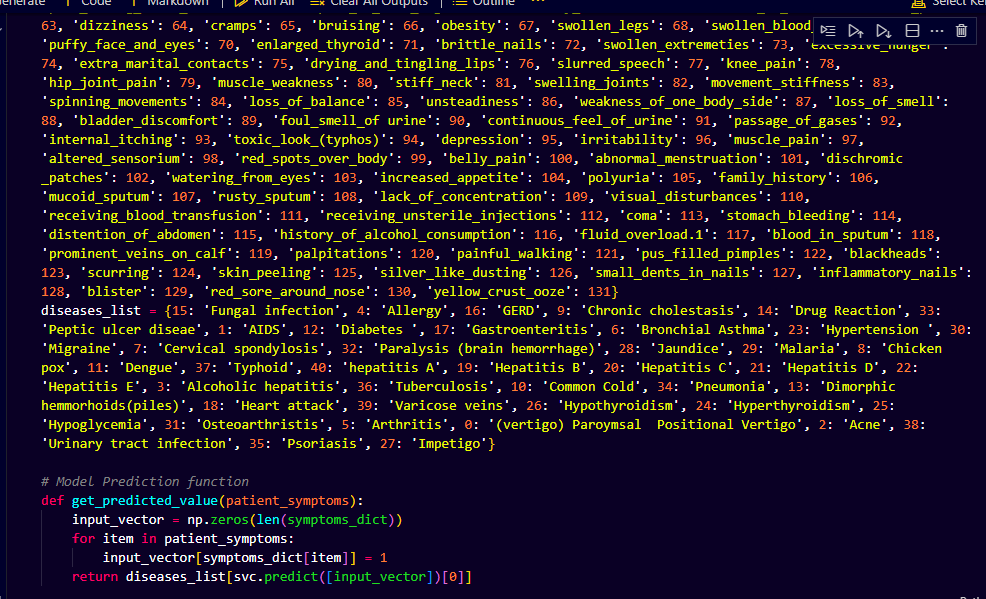 enerate Code Markdown Run All Clear All Outputs Outline ... Select Ker
63, 'dizziness': 64, 'cramps': 65, 'bruising': 66, 'obesity': 67, 'swollen_legs': 68, 'swollen_blood
'puffy_face_and_eyes': 70, 'enlarged_thyroid': 71, 'brittle_nails': 72, 'swollen_extremeties': 73, 'excessive_hunger'
74, 'extra_marital_contacts': 75, 'drying_and_tingling_lips': 76, 'slurred_speech': 77, 'knee_pain': 78,
'hip_joint_pain': 79, 'muscle_weakness': 80, 'stiff_neck': 81, 'swelling_joints': 82, 'movement_stiffness': 83,
'spinning_movements': 84, 'loss_of_balance': 85, 'unsteadiness': 86, 'weakness_of_one_body_side': 87, 'loss_of_smell':
88, 'bladder_discomfort': 89, 'foul_smell_of urine': 90, 'continuous_feel_of_urine': 91, 'passage_of_gases': 92,
'internal_itching': 93, 'toxic_look_(typhos)': 94, 'depression': 95, 'irritability': 96, 'muscle_pain': 97,
'altered_sensorium': 98, 'red_spots_over_body': 99, 'belly_pain': 100, 'abnormal_menstruation': 101, 'dischromic
_patches': 102, 'watering_from_eyes': 103, 'increased_appetite': 104, 'polyuria': 105, 'family_history': 106,
'mucoid_sputum': 107, 'rusty_sputum': 108, 'lack_of_concentration': 109, 'visual_disturbances': 110,
'receiving_blood_transfusion': 111, 'receiving_unsterile_injections': 112, 'coma': 113, 'stomach_bleeding': 114,
'distention_of_abdomen': 115, 'history_of_alcohol_consumption': 116, 'fluid_overload.1': 117, 'blood_in_sputum': 118,
'prominent_veins_on_calf': 119, 'palpitations': 120, 'painful_walking': 121, 'pus_filled_pimples': 122, 'blackheads':
123, 'scurring': 124, 'skin_peeling': 125, 'silver_like_dusting': 126, 'small_dents_in_nails': 127, 'inflammatory_nails':
128, 'blister': 129, 'red_sore_around_nose': 130, 'yellow_crust_ooze': 131}
diseases_list = {15: 'Fungal infection', 4: 'Allergy', 16: 'GERD', 9: 'Chronic cholestasis', 14: 'Drug Reaction', 33:
'Peptic ulcer diseae', 1: 'AIDS', 12: 'Diabetes ', 17: 'Gastroenteritis', 6: 'Bronchial Asthma', 23: 'Hypertension ', 30:
'Migraine', 7: 'Cervical spondylosis', 32: 'Paralysis (brain hemorrhage)', 28: 'Jaundice', 29: 'Malaria', 8: 'Chicken
pox', 11: 'Dengue', 37: 'Typhoid', 40: 'hepatitis A', 19: 'Hepatitis B', 20: 'Hepatitis C', 21: 'Hepatitis D', 22:
'Hepatitis E', 3: 'Alcoholic hepatitis', 36: 'Tuberculosis', 10: 'Common Cold', 34: 'Pneumonia', 13: 'Dimorphic
hemmorhoids(piles)', 18: 'Heart attack', 39: 'Varicose veins', 26: 'Hypothyroidism', 24: 'Hyperthyroidism', 25:
'Hypoglycemia', 31: 'Osteoarthristis', 5: 'Arthritis', 0: '(vertigo) Paroymsal  Positional Vertigo', 2: 'Acne', 38:
'Urinary tract infection', 35: 'Psoriasis', 27: 'Impetigo'}
# Model Prediction function
def get_predicted_value(patient_symptoms):
input_vector = np.zeros(len(symptoms_dict))
for item in patient_symptoms:
input_vector[symptoms_dict[item]] = 1
return diseases_list[svc.predict([input_vector])[0]]